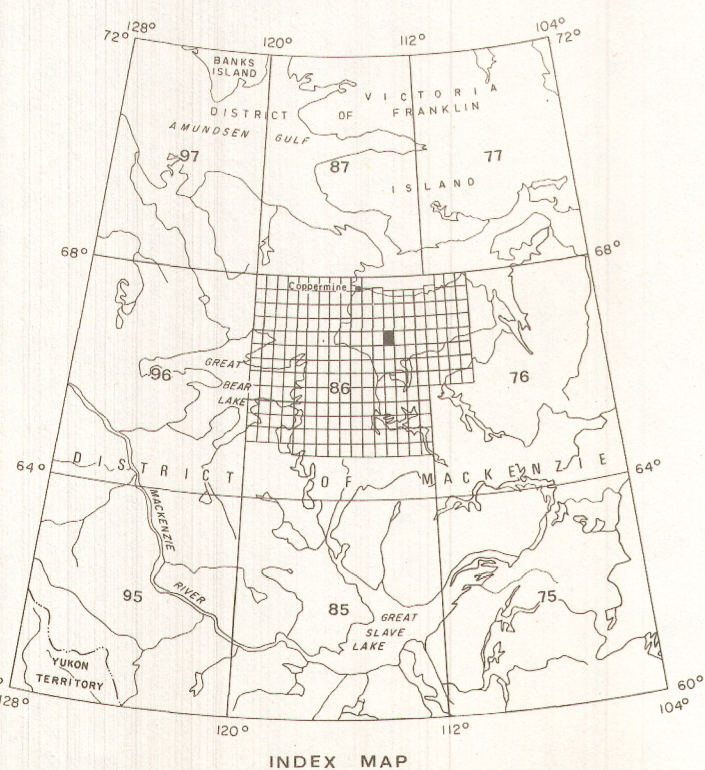 128° 120° 112° 104°
72° 72°
BANKS
ISLAND
VICTORIA
DISTRICT OF FRANKLIN
AMUNDSEN GULF
97 87 77
ISLAND
68° 68°
Coppermine
GREAT
96 86 76
BEAR
LAKE
DISTRICT OF MACKENZIE
64° 64°
MACKENZIE
RIVER
95 85 75
GREAT
SLAVE
LAKE
YUKON
TERRITORY
60°
128° 120° 112° 104°
INDEX MAP